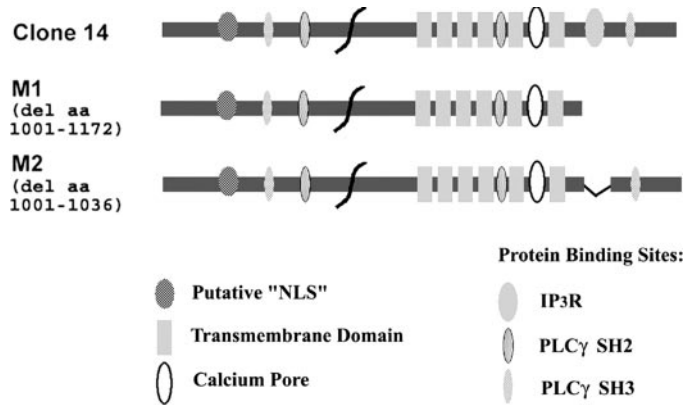 Clone 14
M1
(del aa
1001-1172)
M2
(del aa
1001-1036)
Protein Binding Sites:
Putative "NLS"
IP3R
Transmembrane Domain
PLCγ SH2
Calcium Pore
PLCγ SH3